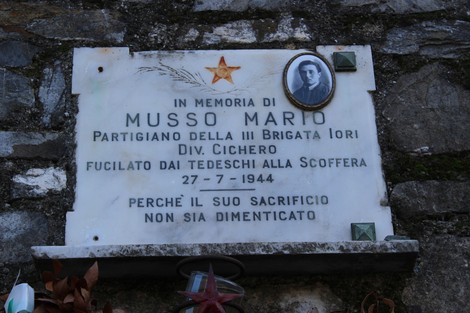 IN MEMORIA DI
MUSSO MARIO
PARTIGIANO DELLA III BRIGATA IORI
DIV. CICHERO
FUCILATO DAI TEDESCHI ALLA SCOFFERA
27-7-1944
PERCHÈ IL SUO SACRIFICIO
NON SIA DIMENTICATO